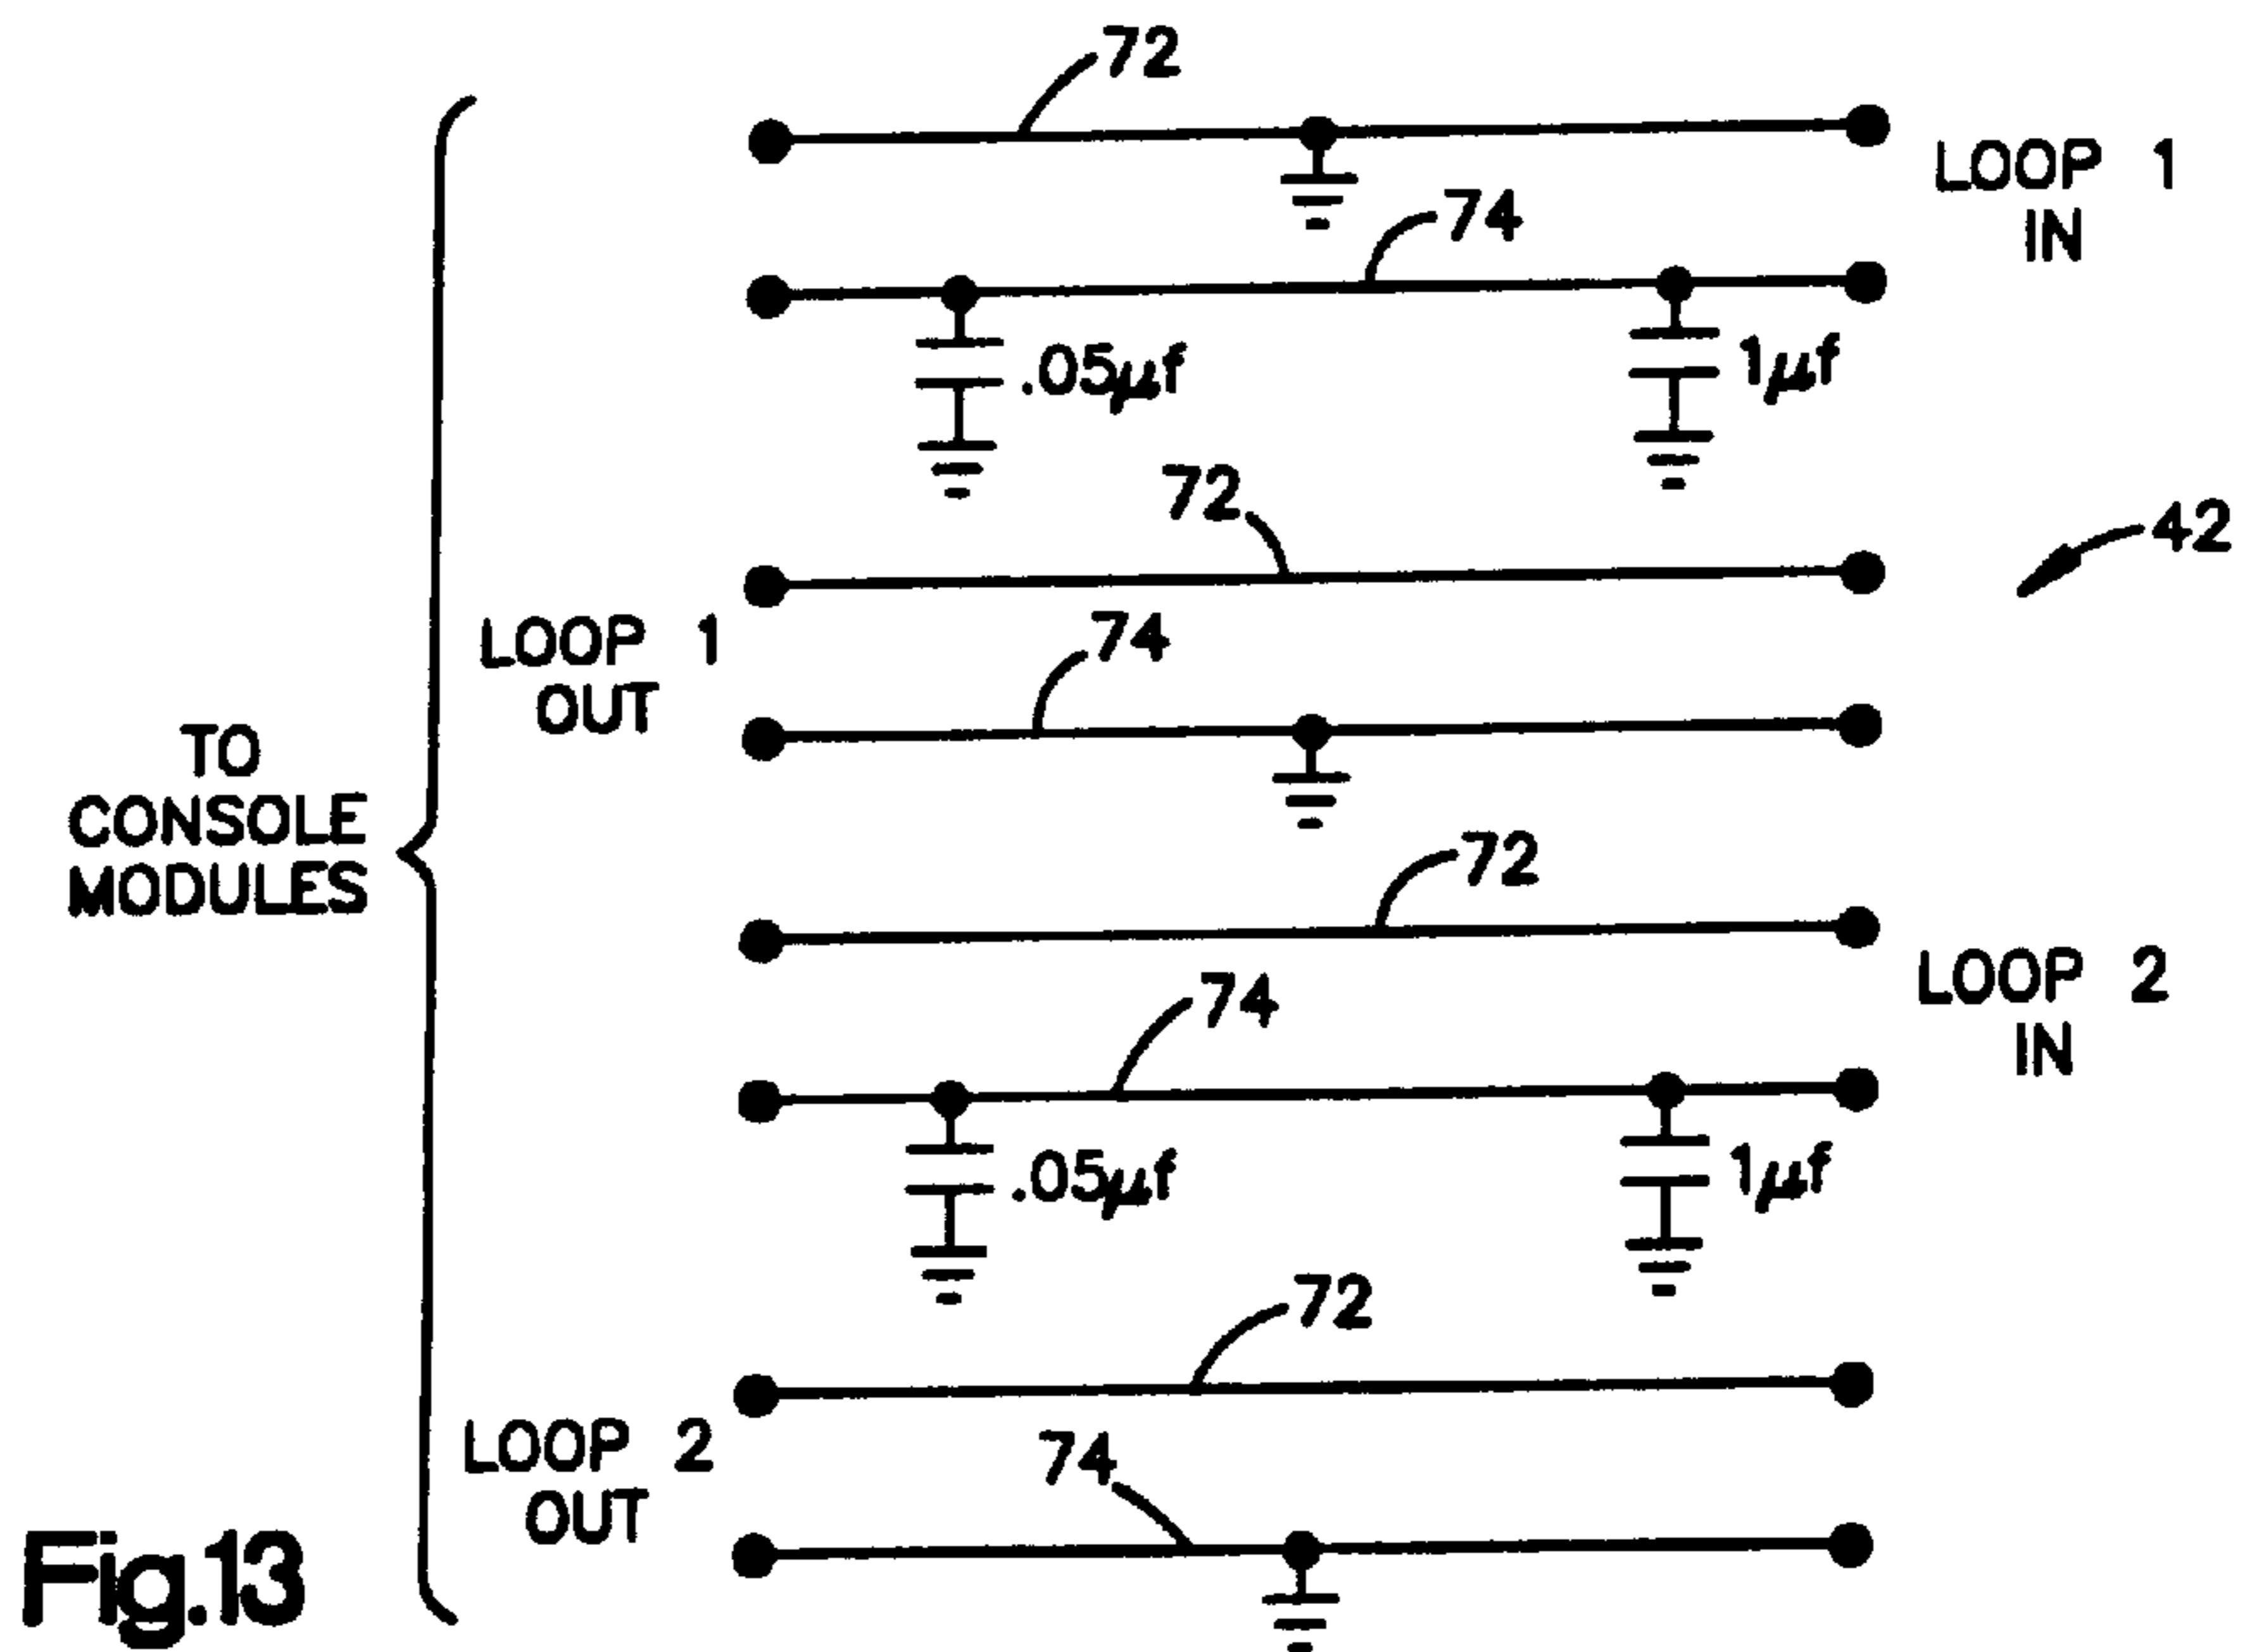 72
LOOP 1
IN
74
.05µf
1µf
72
42
LOOP 1
OUT
74
TO
CONSOLE
MODULES
72
LOOP 2
IN
74
.05µf
1µf
72
LOOP 2
OUT
74
Fig.13